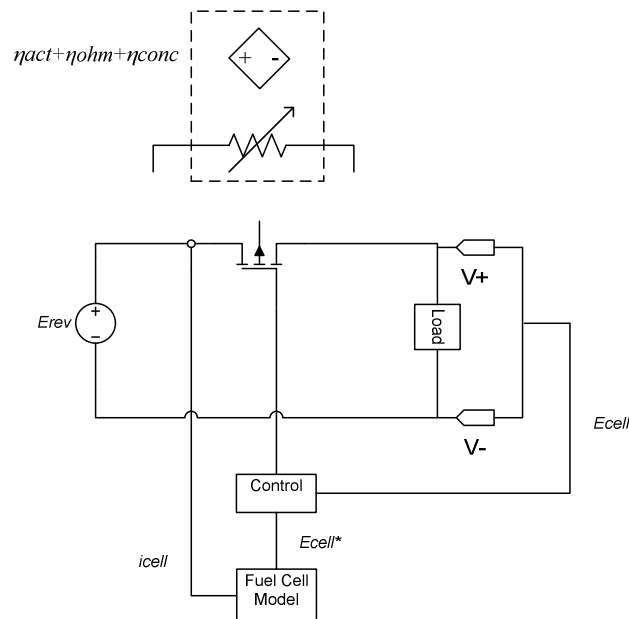 ηact+ηohm+ηconc
+ -
V+
Erev
+
−
Load
V-
Ecell
Control
Ecell*
icell
Fuel Cell
Model